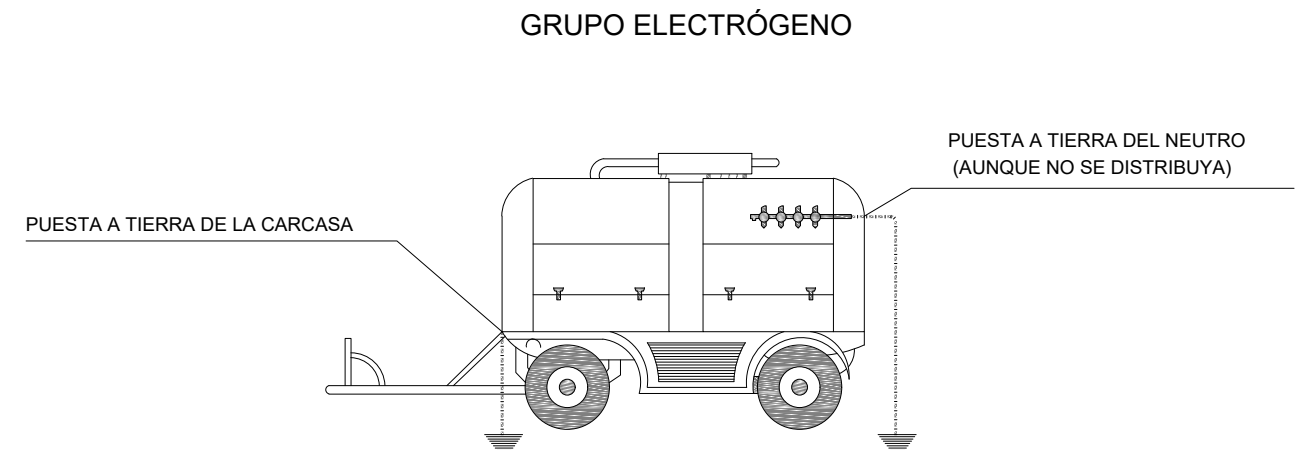 GRUPO ELECTRÓGENO
PUESTA A TIERRA DEL NEUTRO
(AUNQUE NO SE DISTRIBUYA)
PUESTA A TIERRA DE LA CARCASA